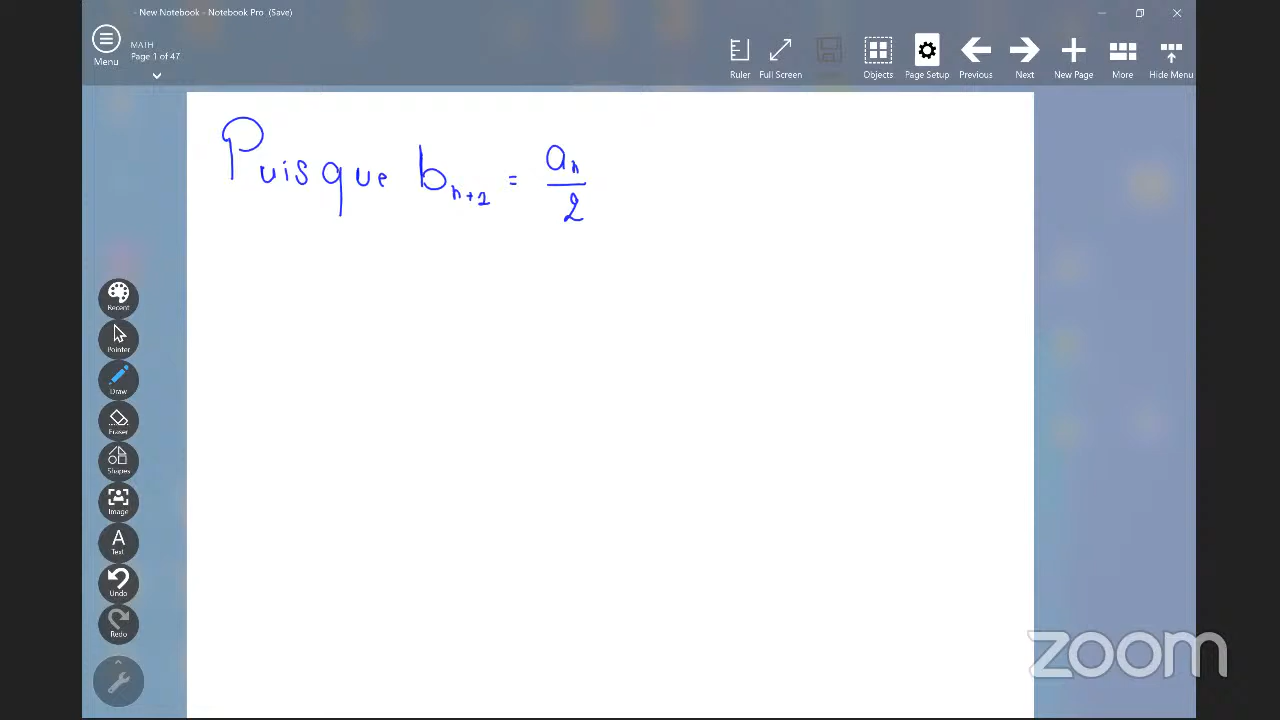 - New Notebook - Notebook Pro (Save)
Menu
MATH
Page 1 of 47
Ruler
Full Screen
Objects
Page Setup
Previous
Next
New Page
More
Hide Menu
Puisque b_{n+2} = \frac{a_n}{2}
Recent
Pointer
Draw
Eraser
Shapes
Image
A
Text
Undo
Redo
zoom